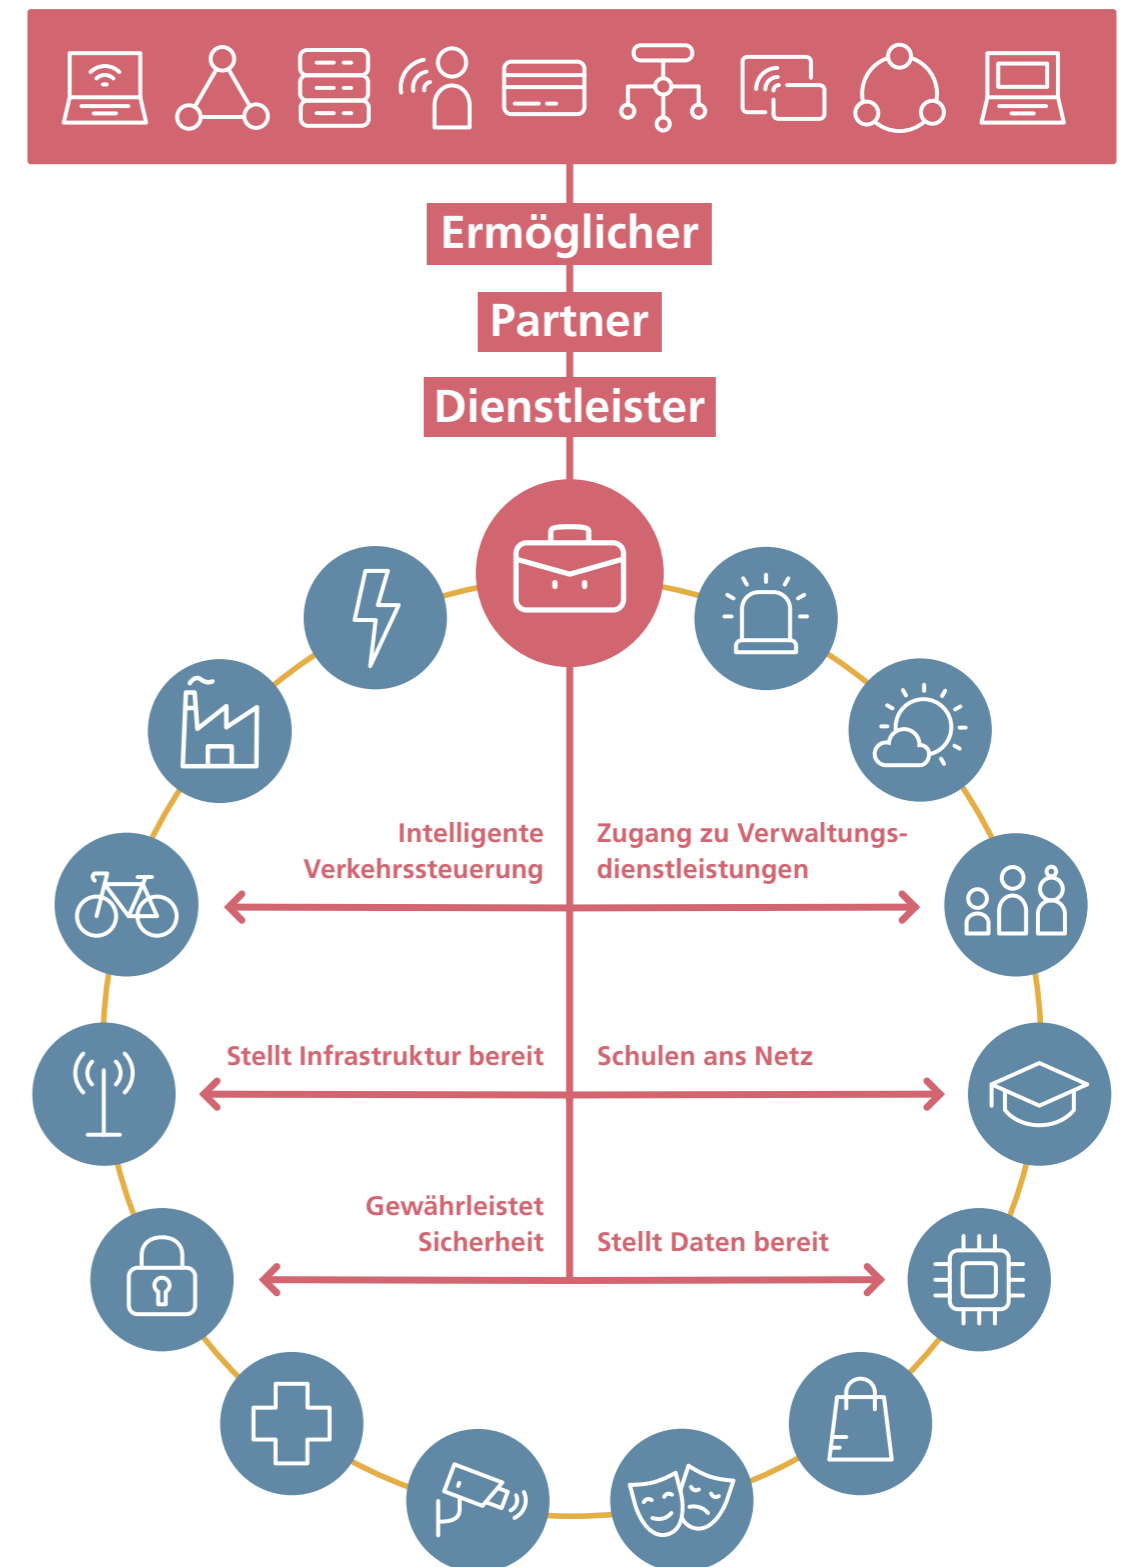 Ermöglicher
Partner
Dienstleister
Intelligente
Verkehrssteuerung
Zugang zu Verwaltungs-
dienstleistungen
Stellt Infrastruktur bereit
Schulen ans Netz
Gewährleistet
Sicherheit
Stellt Daten bereit